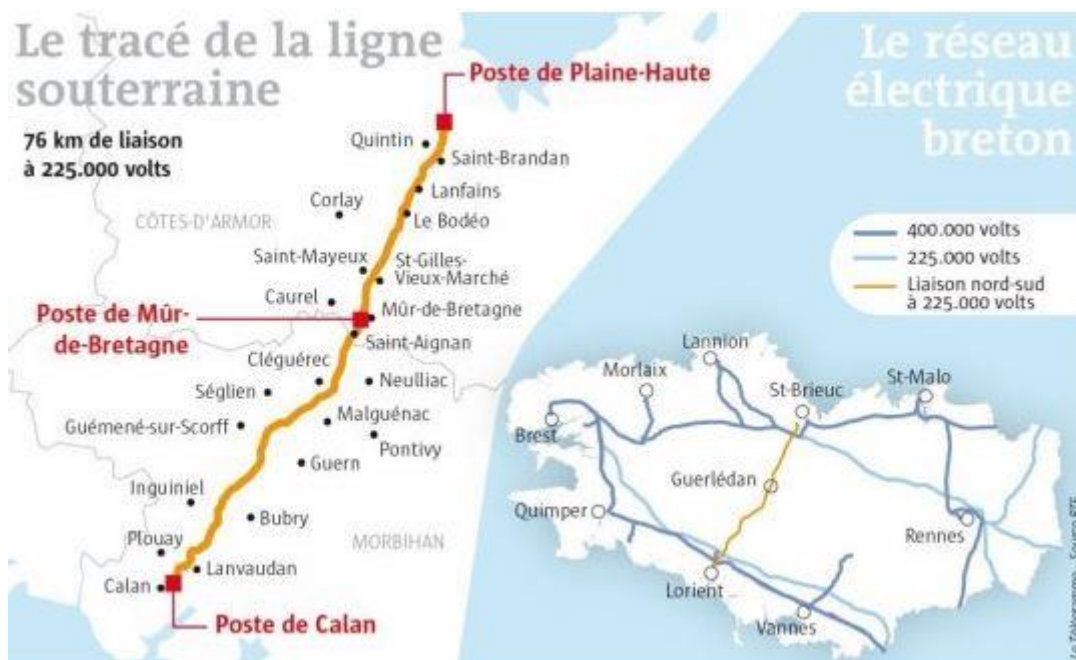 Le tracé de la ligne
souterraine
76 km de liaison
à 225.000 volts
Poste de Plaine-Haute
Quintin
Saint-Brandan
Lanfains
Corlay
Le Bodéo
CÔTES-D'ARMOR
Saint-Mayeux
St-Gilles-
Vieux-Marché
Caurel
Poste de Mûr-
de-Bretagne
Mûr-de-Bretagne
Saint-Aignan
Cléguérec
Neulliac
Séglien
Malguénac
Guémené-sur-Scorff
Pontivy
Guern
Inguiniel
Bubry
Plouay
MORBIHAN
Lanvaudan
Calan
Poste de Calan
Le réseau
électrique
breton
400.000 volts
225.000 volts
Liaison nord-sud
à 225.000 volts
Lannion
Morlaix
St-Brieuc
St-Malo
Brest
Guerlédan
Quimper
Rennes
Lorient
Vannes
Le Télégramme - Source RTE